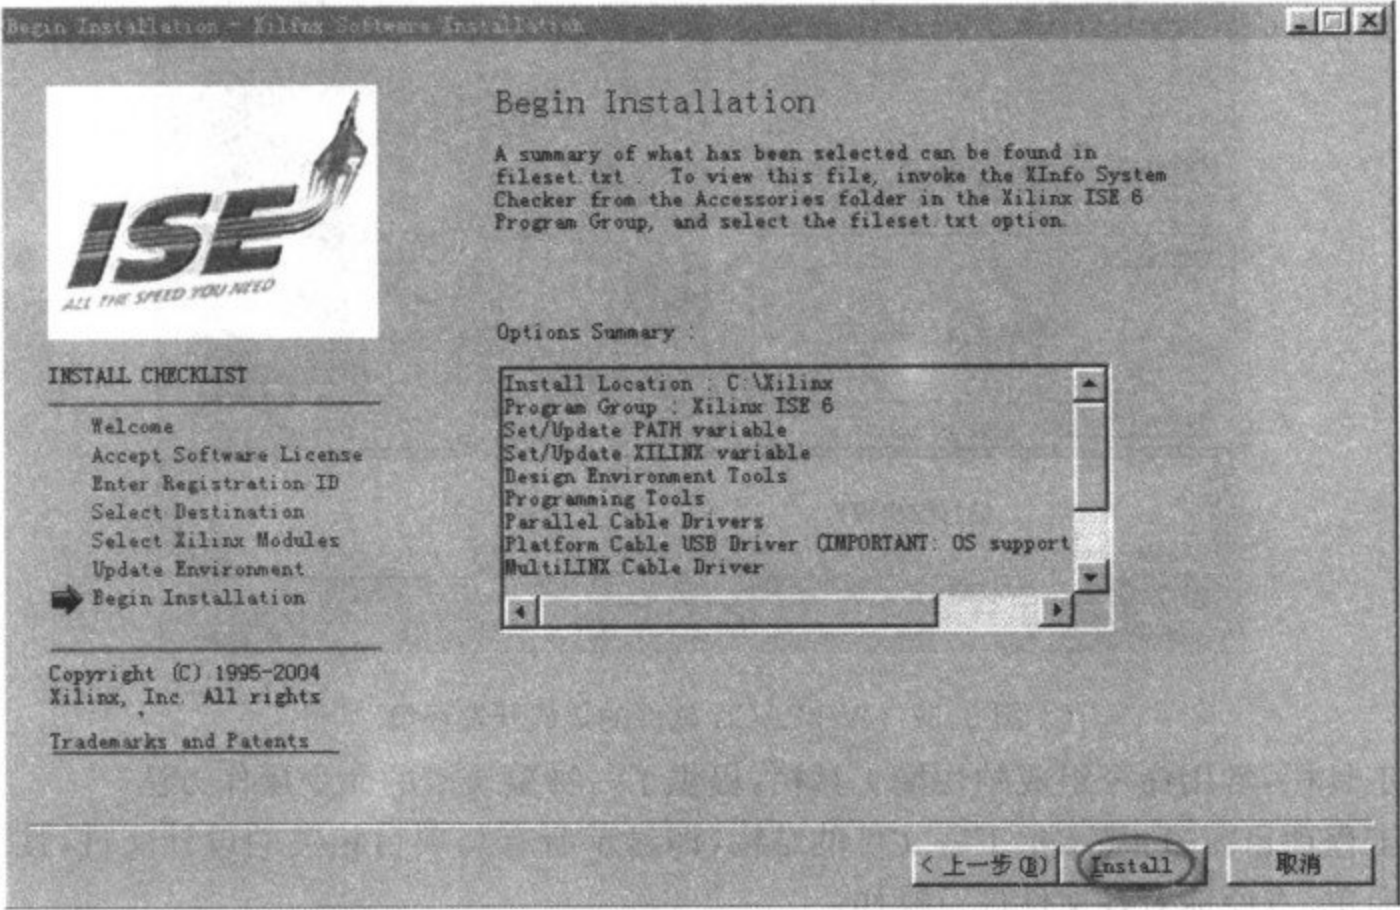 Begin Installation - Xilinx Software Installation
ISE
ALL THE SPEED YOU NEED
INSTALL CHECKLIST
Welcome
Accept Software License
Enter Registration ID
Select Destination
Select Xilinx Modules
Update Environment
Begin Installation
Copyright (C) 1995-2004
Xilinx, Inc. All rights
Trademarks and Patents
Begin Installation
A summary of what has been selected can be found in
fileset.txt . To view this file, invoke the XInfo System
Checker from the Accessories folder in the Xilinx ISE 6
Program Group, and select the fileset.txt option.
Options Summary :
Install Location : C:\Xilinx
Program Group : Xilinx ISE 6
Set/Update PATH variable
Set/Update XILINX variable
Design Environment Tools
Programming Tools
Parallel Cable Drivers
Platform Cable USB Driver (IMPORTANT: OS support
MultiLINX Cable Driver
< 上一步(B)
Install
取消